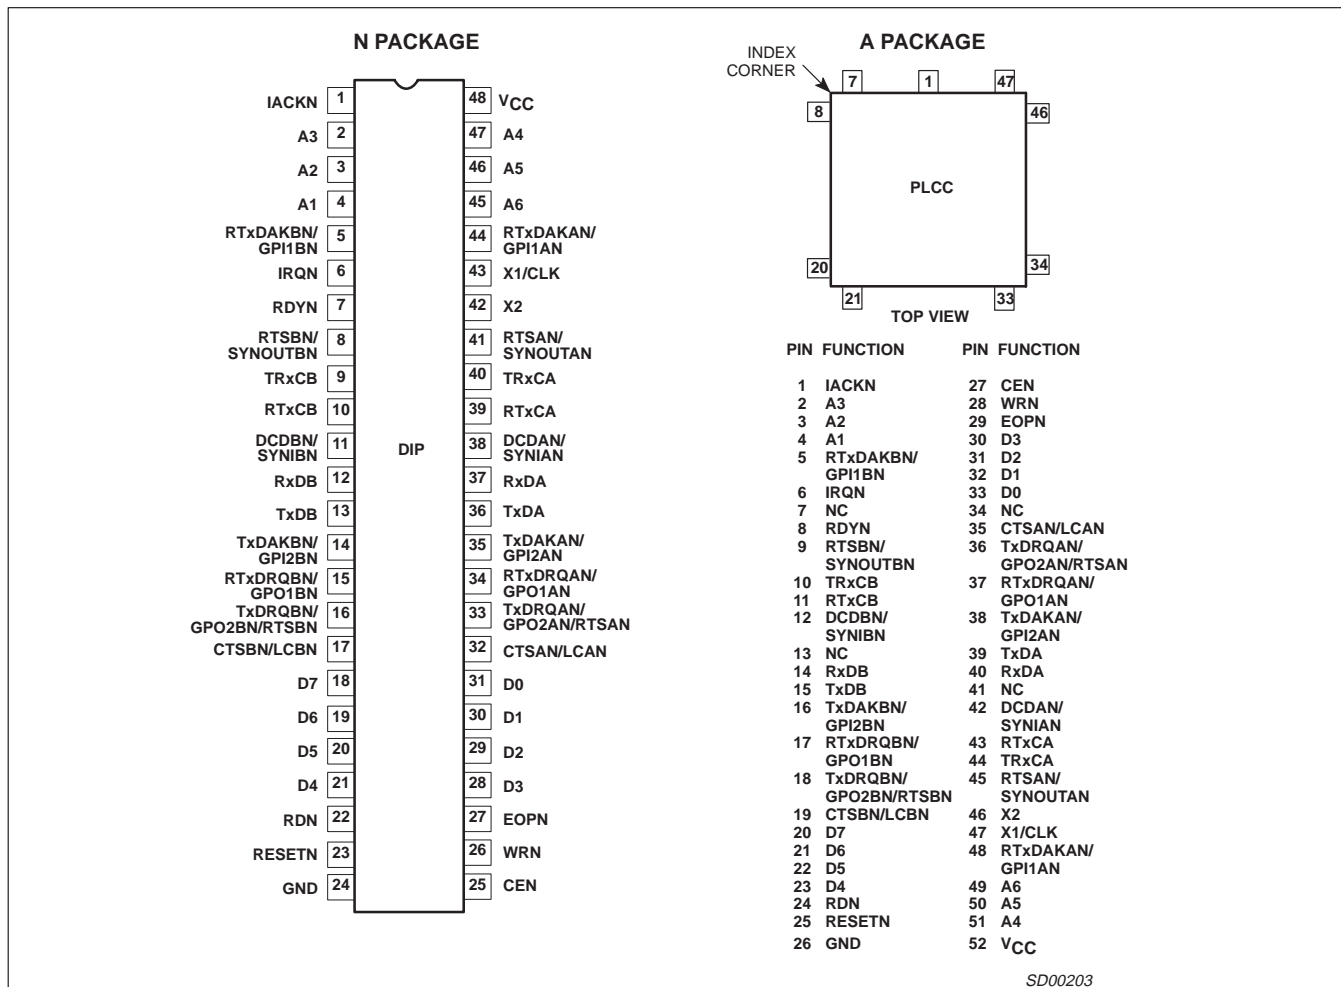 N PACKAGE
IACKN 1
A3 2
A2 3
A1 4
RTxDAKBN/
GPI1BN 5
IRQN 6
RDYN 7
RTSBN/
SYNOUTBN 8
TRxCB 9
RTxCB 10
DCDBN/
SYNIBN 11
RxDB 12
TxDB 13
TxDAKBN/
GPI2BN 14
RTxDRQBN/
GPO1BN 15
TxDRQBN/
GPO2BN/RTSBN 16
CTSBN/LCBN 17
D7 18
D6 19
D5 20
D4 21
RDN 22
RESETN 23
GND 24
DIP
48 VCC
47 A4
46 A5
45 A6
44 RTxDAKAN/
GPI1AN
43 X1/CLK
42 X2
41 RTSAN/
SYNOUTAN
40 TRxCA
39 RTxCA
38 DCDAN/
SYNIAN
37 RxDA
36 TxDA
35 TxDAKAN/
GPI2AN
34 RTxDRQAN/
GPO1AN
33 TxDRQAN/
GPO2AN/RTSAN
32 CTSAN/LCAN
31 D0
30 D1
29 D2
28 D3
27 EOPN
26 WRN
25 CEN
A PACKAGE
INDEX
CORNER
7 1 47
8 46
PLCC
20 34
21 33
TOP VIEW
PIN FUNCTION
1 IACKN
2 A3
3 A2
4 A1
5 RTxDAKBN/
GPI1BN
6 IRQN
7 NC
8 RDYN
9 RTSBN/
SYNOUTBN
10 TRxCB
11 RTxCB
12 DCDBN/
SYNIBN
13 NC
14 RxDB
15 TxDB
16 TxDAKBN/
GPI2BN
17 RTxDRQBN/
GPO1BN
18 TxDRQBN/
GPO2BN/RTSBN
19 CTSBN/LCBN
20 D7
21 D6
22 D5
23 D4
24 RDN
25 RESETN
26 GND
PIN FUNCTION
27 CEN
28 WRN
29 EOPN
30 D3
31 D2
32 D1
33 D0
34 NC
35 CTSAN/LCAN
36 TxDRQAN/
GPO2AN/RTSAN
37 RTxDRQAN/
GPO1AN
38 TxDAKAN/
GPI2AN
39 TxDA
40 RxDA
41 NC
42 DCDAN/
SYNIAN
43 RTxCA
44 TRxCA
45 RTSAN/
SYNOUTAN
46 X2
47 X1/CLK
48 RTxDAKAN/
GPI1AN
49 A6
50 A5
51 A4
52 VCC
SD00203